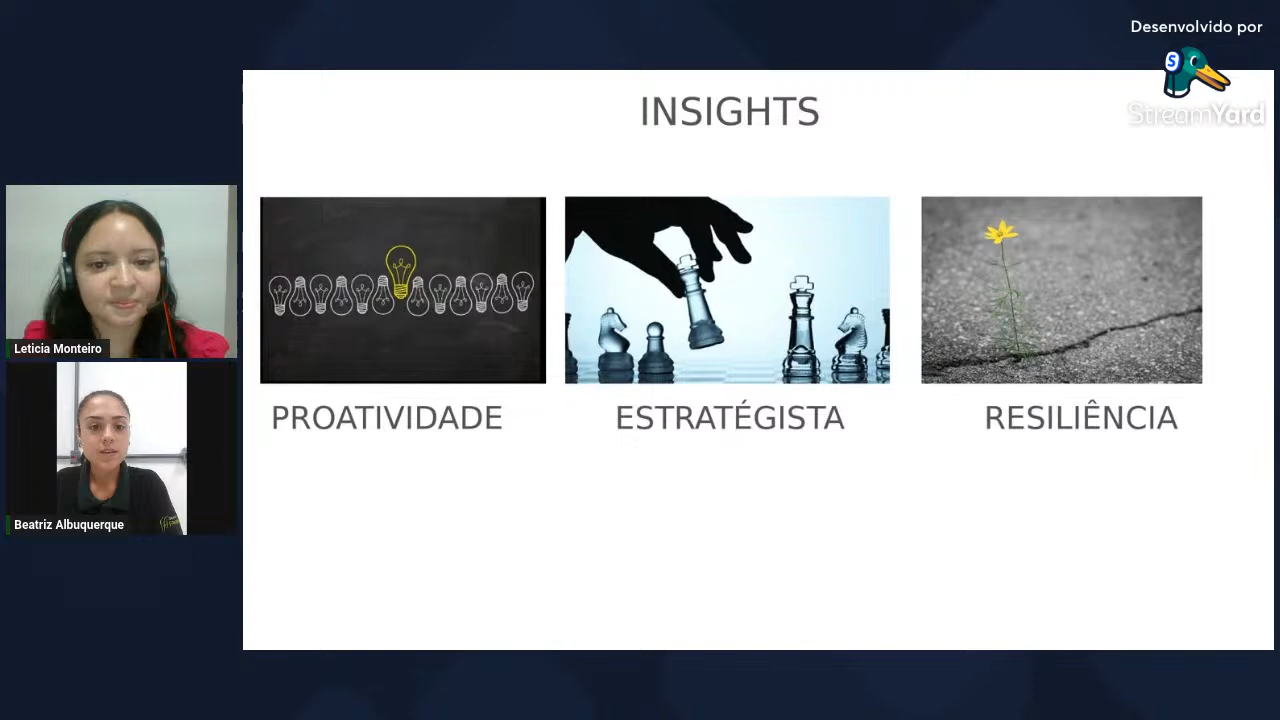 Desenvolvido por
S
StreamYard
INSIGHTS
PROATIVIDADE
ESTRATÉGISTA
RESILIÊNCIA
Leticia Monteiro
Beatriz Albuquerque